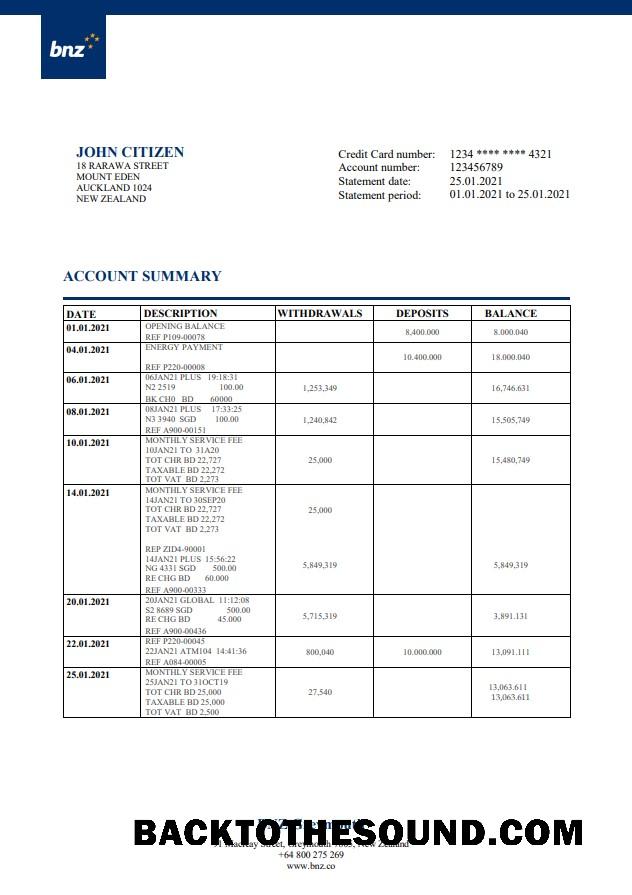 bnz
JOHN CITIZEN
18 RARAWA STREET
MOUNT EDEN
AUCKLAND 1024
NEW ZEALAND
Credit Card number: 1234 **** **** 4321
Account number: 123456789
Statement date: 25.01.2021
Statement period: 01.01.2021 to 25.01.2021
ACCOUNT SUMMARY
DATE DESCRIPTION WITHDRAWALS DEPOSITS BALANCE
01.01.2021 OPENING BALANCE
REF P109-00078 8,400.000 8.000.040
04.01.2021 ENERGY PAYMENT
10.400.000 18.000.040
REF P220-00008
06.01.2021 06JAN21 PLUS 19:18:31
N2 2519 100.00 1,253,349 16,746.631
BK CH0 BD 60000
08.01.2021 08JAN21 PLUS 17:33:25
N3 3940 SGD 100.00 1,240,842 15,505,749
REF A900-00151
10.01.2021 MONTHLY SERVICE FEE
10JAN21 TO 31A20
TOT CHR BD 22,727 25,000 15,480,749
TAXABLE BD 22,272
TOT VAT BD 2,273
14.01.2021 MONTHLY SERVICE FEE
14JAN21 TO 30SEP20
TOT CHR BD 22,727 25,000
TAXABLE BD 22,272
TOT VAT BD 2,273
REP ZID4-90001
14JAN21 PLUS 15:56:22
NG 4331 SGD 500.00 5,849,319 5,849,319
RE CHG BD 60.000
REF A900-00333
20.01.2021 20JAN21 GLOBAL 11:12:08
S2 8689 SGD 500.00 5,715,319 3,891.131
RE CHG BD 45.000
REF A900-00436
22.01.2021 REF P220-00045
22JAN21 ATM104 14:41:36 800,040 10.000.000 13,091.111
REF A084-00005
25.01.2021 MONTHLY SERVICE FEE
25JAN21 TO 31OCT19
TOT CHR BD 25,000 27,540 13,063.611
TAXABLE BD 25,000 13,063.611
TOT VAT BD 2,500
BACKTOTHESOUND.COM
New Zealand
+64 800 275 269
www.bnz.co